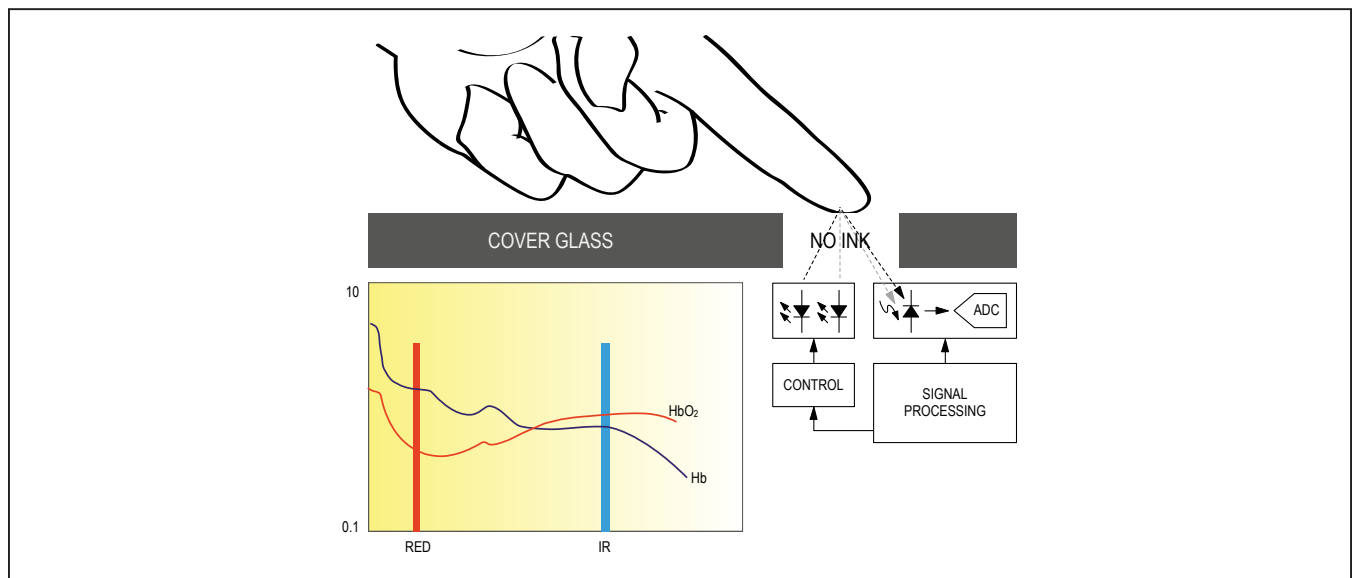 COVER GLASS
NO INK
10
ADC
CONTROL
SIGNAL
PROCESSING
HbO₂
Hb
0.1
RED
IR